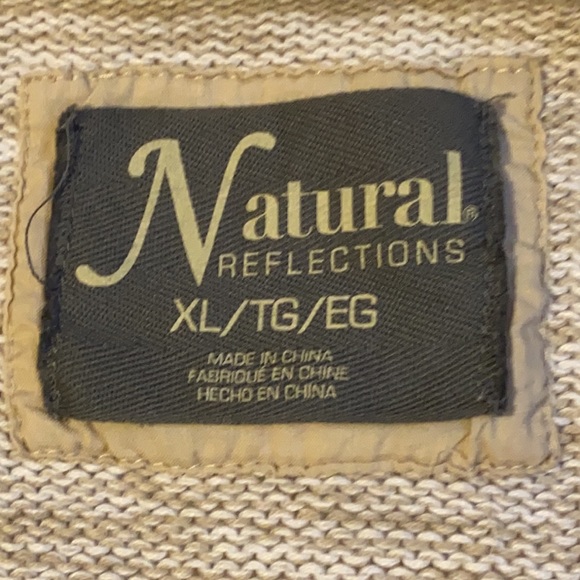 Natural®
REFLECTIONS
XL/TG/EG
MADE IN CHINA
FABRIQUÉ EN CHINE
HECHO EN CHINA